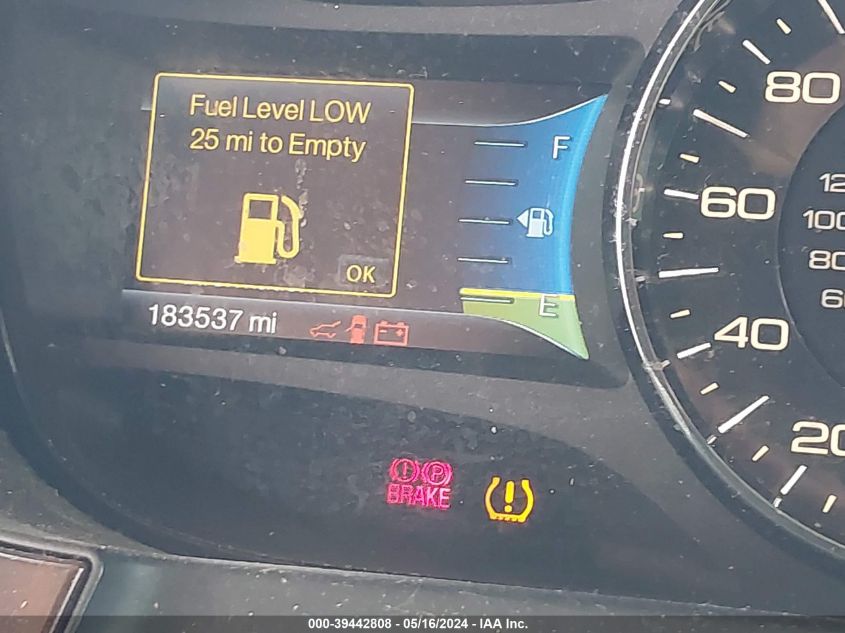 Fuel Level LOW
25 mi to Empty
OK
F
E
183537 mi
BRAKE
P
80
60
40
20
000-39442808 - 05/16/2024 - IAA Inc.